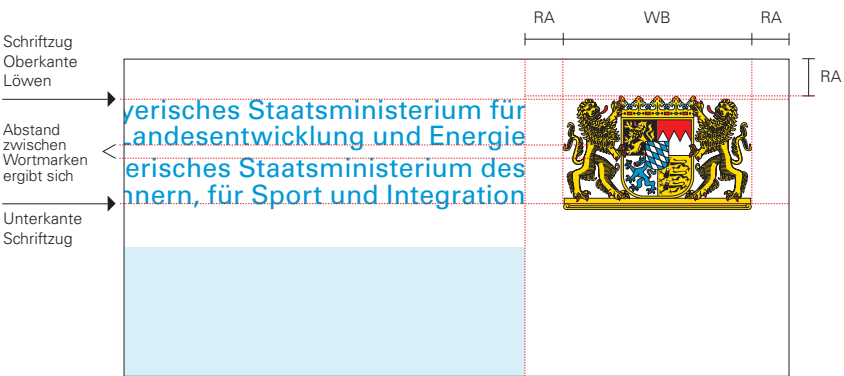 RA WB RA
Schriftzug
Oberkante
Löwen
RA
yerisches Staatsministerium für
Landesentwicklung und Energie
Abstand
zwischen
Wortmarken
ergibt sich
erisches Staatsministerium des
nnern, für Sport und Integration
Unterkante
Schriftzug